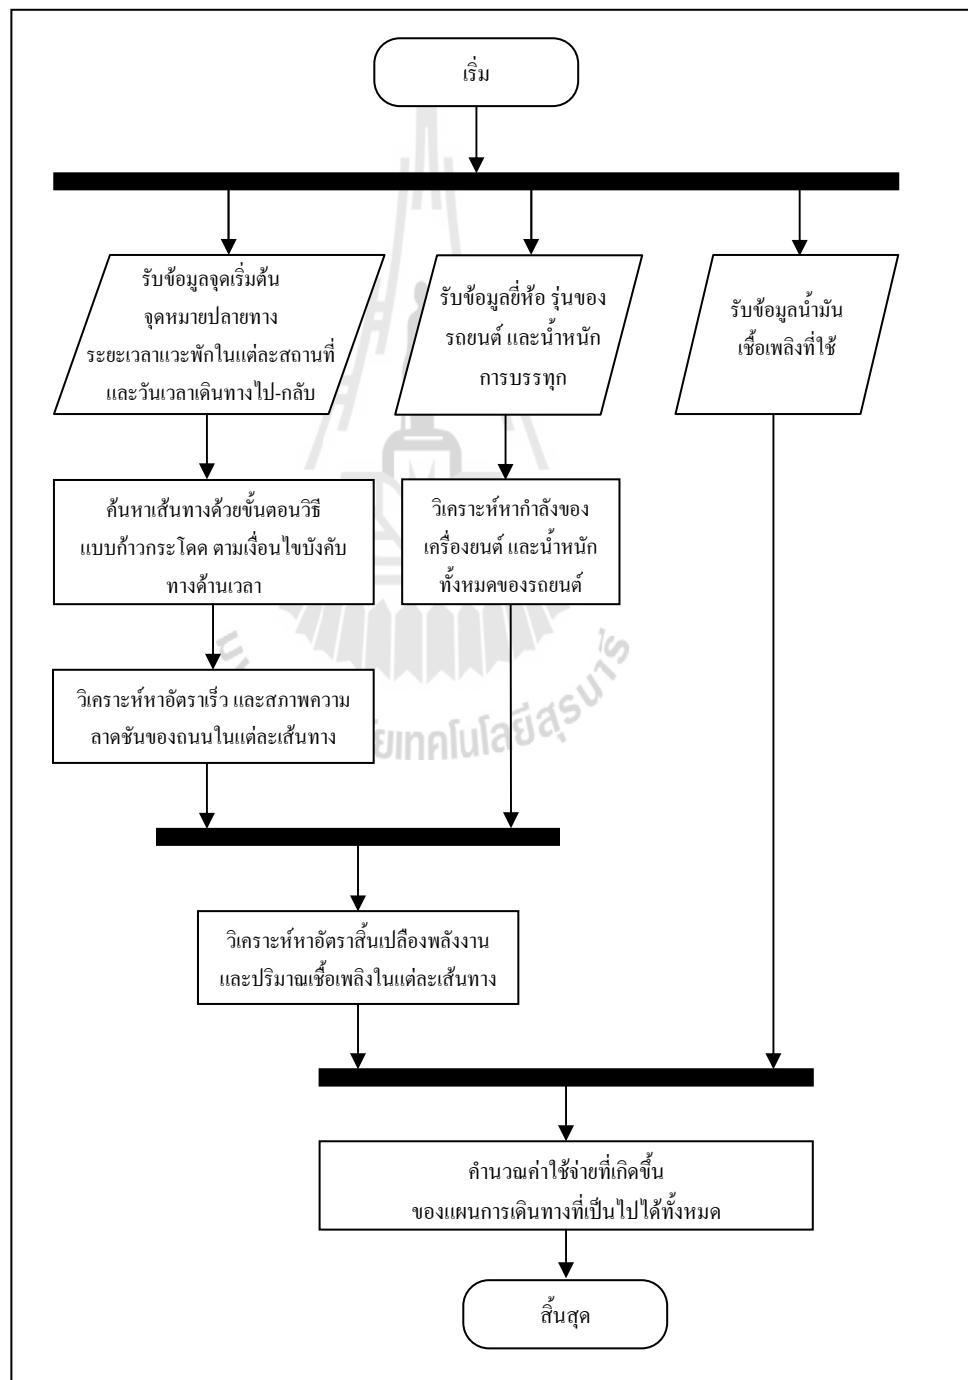 เริ่ม
รับข้อมูลจุดเริ่มต้น
จุดหมายปลายทาง
ระยะเวลาแวะพักในแต่ละสถานที่
และวันเวลาเดินทางไป-กลับ
รับข้อมูลยี่ห้อ รุ่นของ
รถยนต์ และน้ำหนัก
การบรรทุก
รับข้อมูลน้ำมัน
เชื้อเพลิงที่ใช้
ค้นหาเส้นทางด้วยขั้นตอนวิธี
แบบก้าวกระโดด ตามเงื่อนไขบังคับ
ทางด้านเวลา
วิเคราะห์หากำลังของ
เครื่องยนต์ และน้ำหนัก
ทั้งหมดของรถยนต์
วิเคราะห์หาอัตราเร็ว และสภาพความ
ลาดชันของถนนในแต่ละเส้นทาง
ยเทคโนโลยีสุรนารี
วิเคราะห์หาอัตราสิ้นเปลืองพลังงาน
และปริมาณเชื้อเพลิงในแต่ละเส้นทาง
คำนวณค่าใช้จ่ายที่เกิดขึ้น
ของแผนการเดินทางที่เป็นไปได้ทั้งหมด
สิ้นสุด